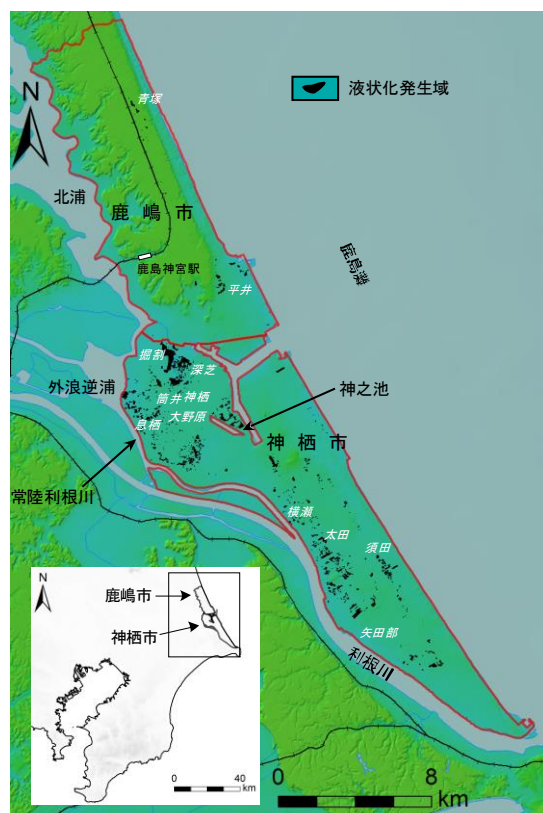 液状化発生域
青塚
N
北浦
鹿嶋市
鹿島灘
鹿島神宮駅
平井
掘割
深芝
外浪逆浦
筒井 神栖
神之池
大野原
息栖
神栖市
常陸利根川
横瀬
太田
須田
矢田部
利根川
N
鹿嶋市
神栖市
0 40
km
0 8
km